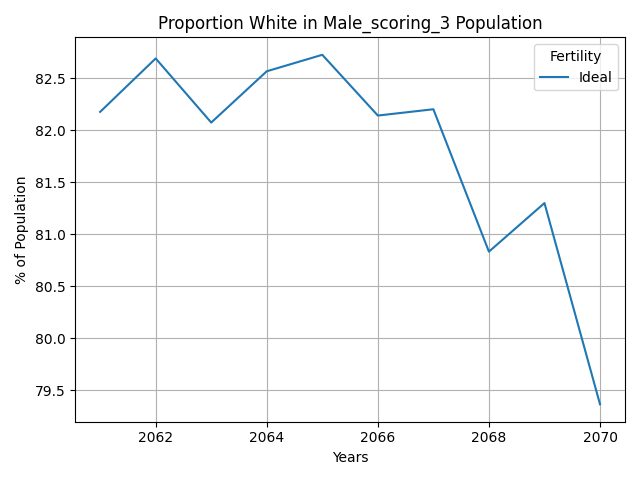 Proportion White in Male_scoring_3 Population
Fertility
Ideal
82.5
82.0
81.5
81.0
80.5
80.0
79.5
% of Population
2062
2064
2066
2068
2070
Years